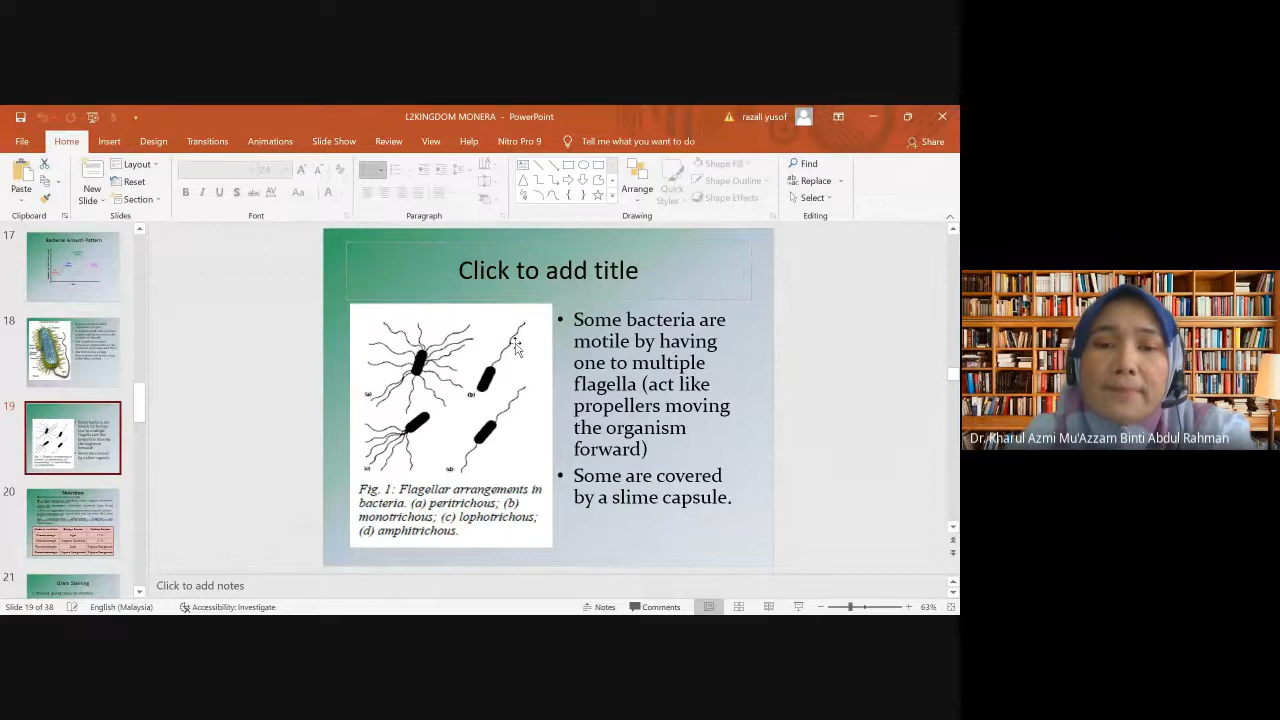 L2KINGDOM MONERA - PowerPoint
razali yusof
File Home Insert Design Transitions Animations Slide Show Review View Help Nitro Pro 9 Tell me what you want to do Share
Paste
Clipboard
New
Slide
Layout
Reset
Section
Slides
24
B I U S abc AV Aa A
Font
Paragraph
Arrange
Quick
Styles
Shape Fill
Shape Outline
Shape Effects
Drawing
Find
Replace
Select
Editing
17
Bacterial Growth Pattern
18
19
20
Nutrition
21
Gram Staining
Click to add title
(a)
(b)
(c)
(d)
Fig. 1: Flagellar arrangements in
bacteria. (a) peritrichous; (b)
monotrichous; (c) lophotrichous;
(d) amphitrichous.
• Some bacteria are
motile by having
one to multiple
flagella (act like
propellers moving
the organism
forward)
• Some are covered
by a slime capsule.
Click to add notes
Slide 19 of 38 English (Malaysia) Accessibility: Investigate Notes Comments 63%
Dr. Kharul Azmi Mu'Azzam Binti Abdul Rahman